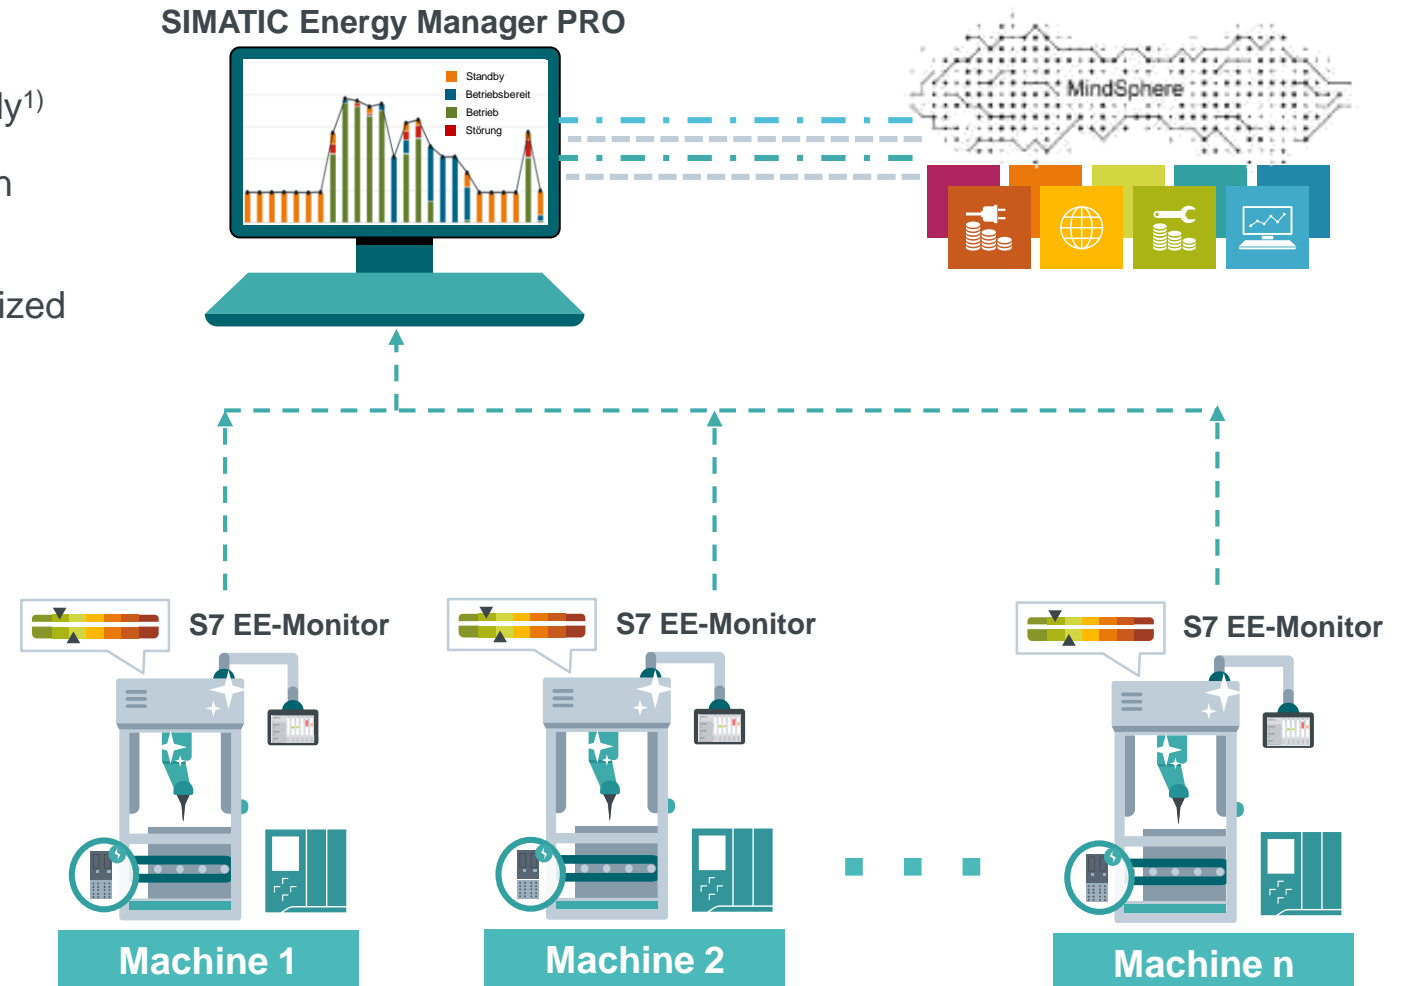 SIMATIC Energy Manager PRO
ly1)
n
ized
Standby
Betriebsbereit
Betrieb
Störung
MindSphere
S7 EE-Monitor
S7 EE-Monitor
S7 EE-Monitor
Machine 1
Machine 2
Machine n